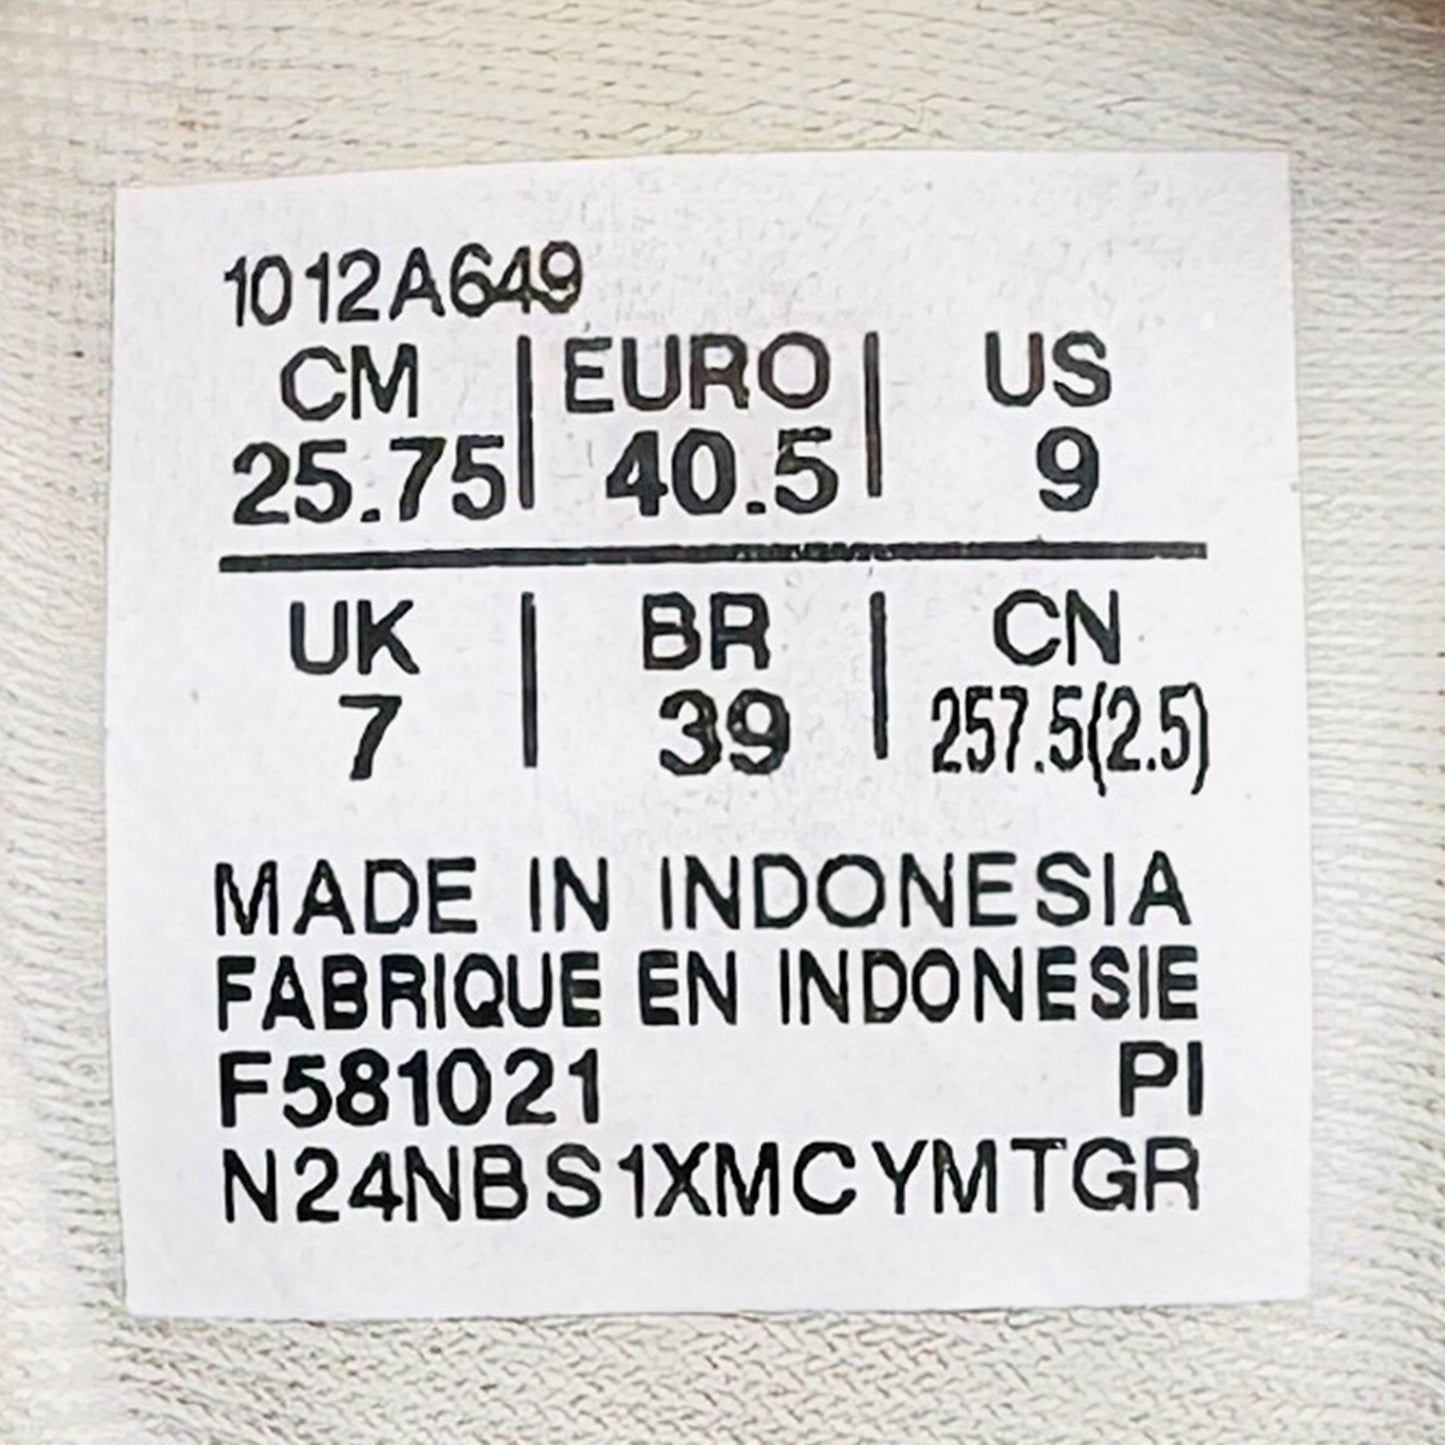 1012A649
CM | EURO | US
25.75 | 40.5 | 9
UK | BR | CN
7 | 39 | 257.5(2.5)
MADE IN INDONESIA
FABRIQUE EN INDONESIE
F581021 PI
N24NBS1XMCYMTGR